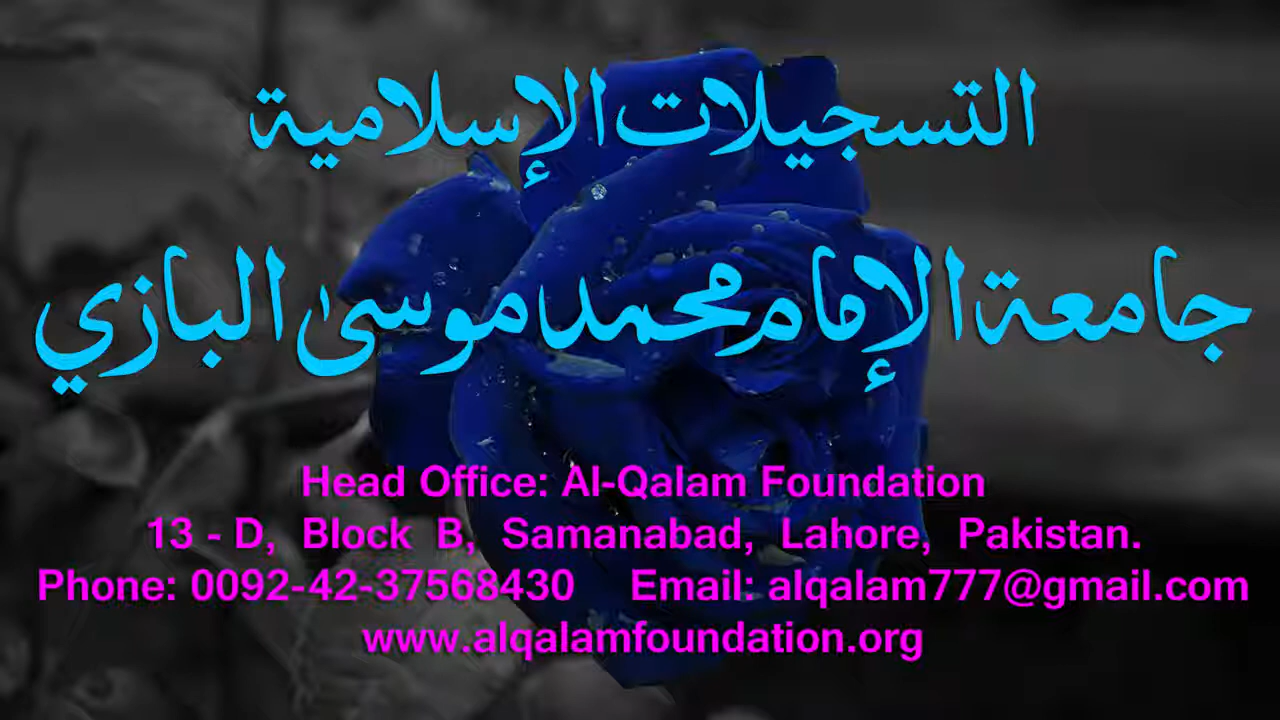 التسجيلات الإسلامية
جامعة الإمام محمد موسىٰ البازي
Head Office: Al-Qalam Foundation
13 - D, Block B, Samanabad, Lahore, Pakistan.
Phone: 0092-42-37568430 Email: alqalam777@gmail.com
www.alqalamfoundation.org